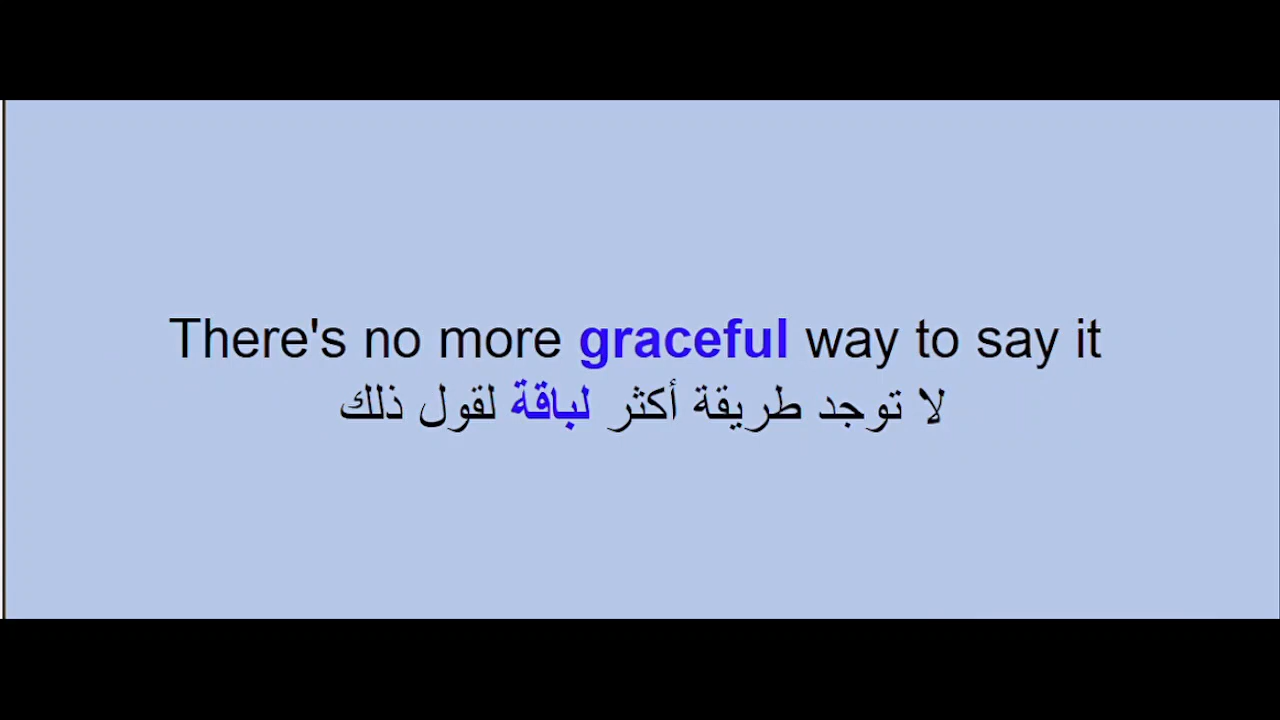 There's no more graceful way to say it
لا توجد طريقة أكثر لباقة لقول ذلك